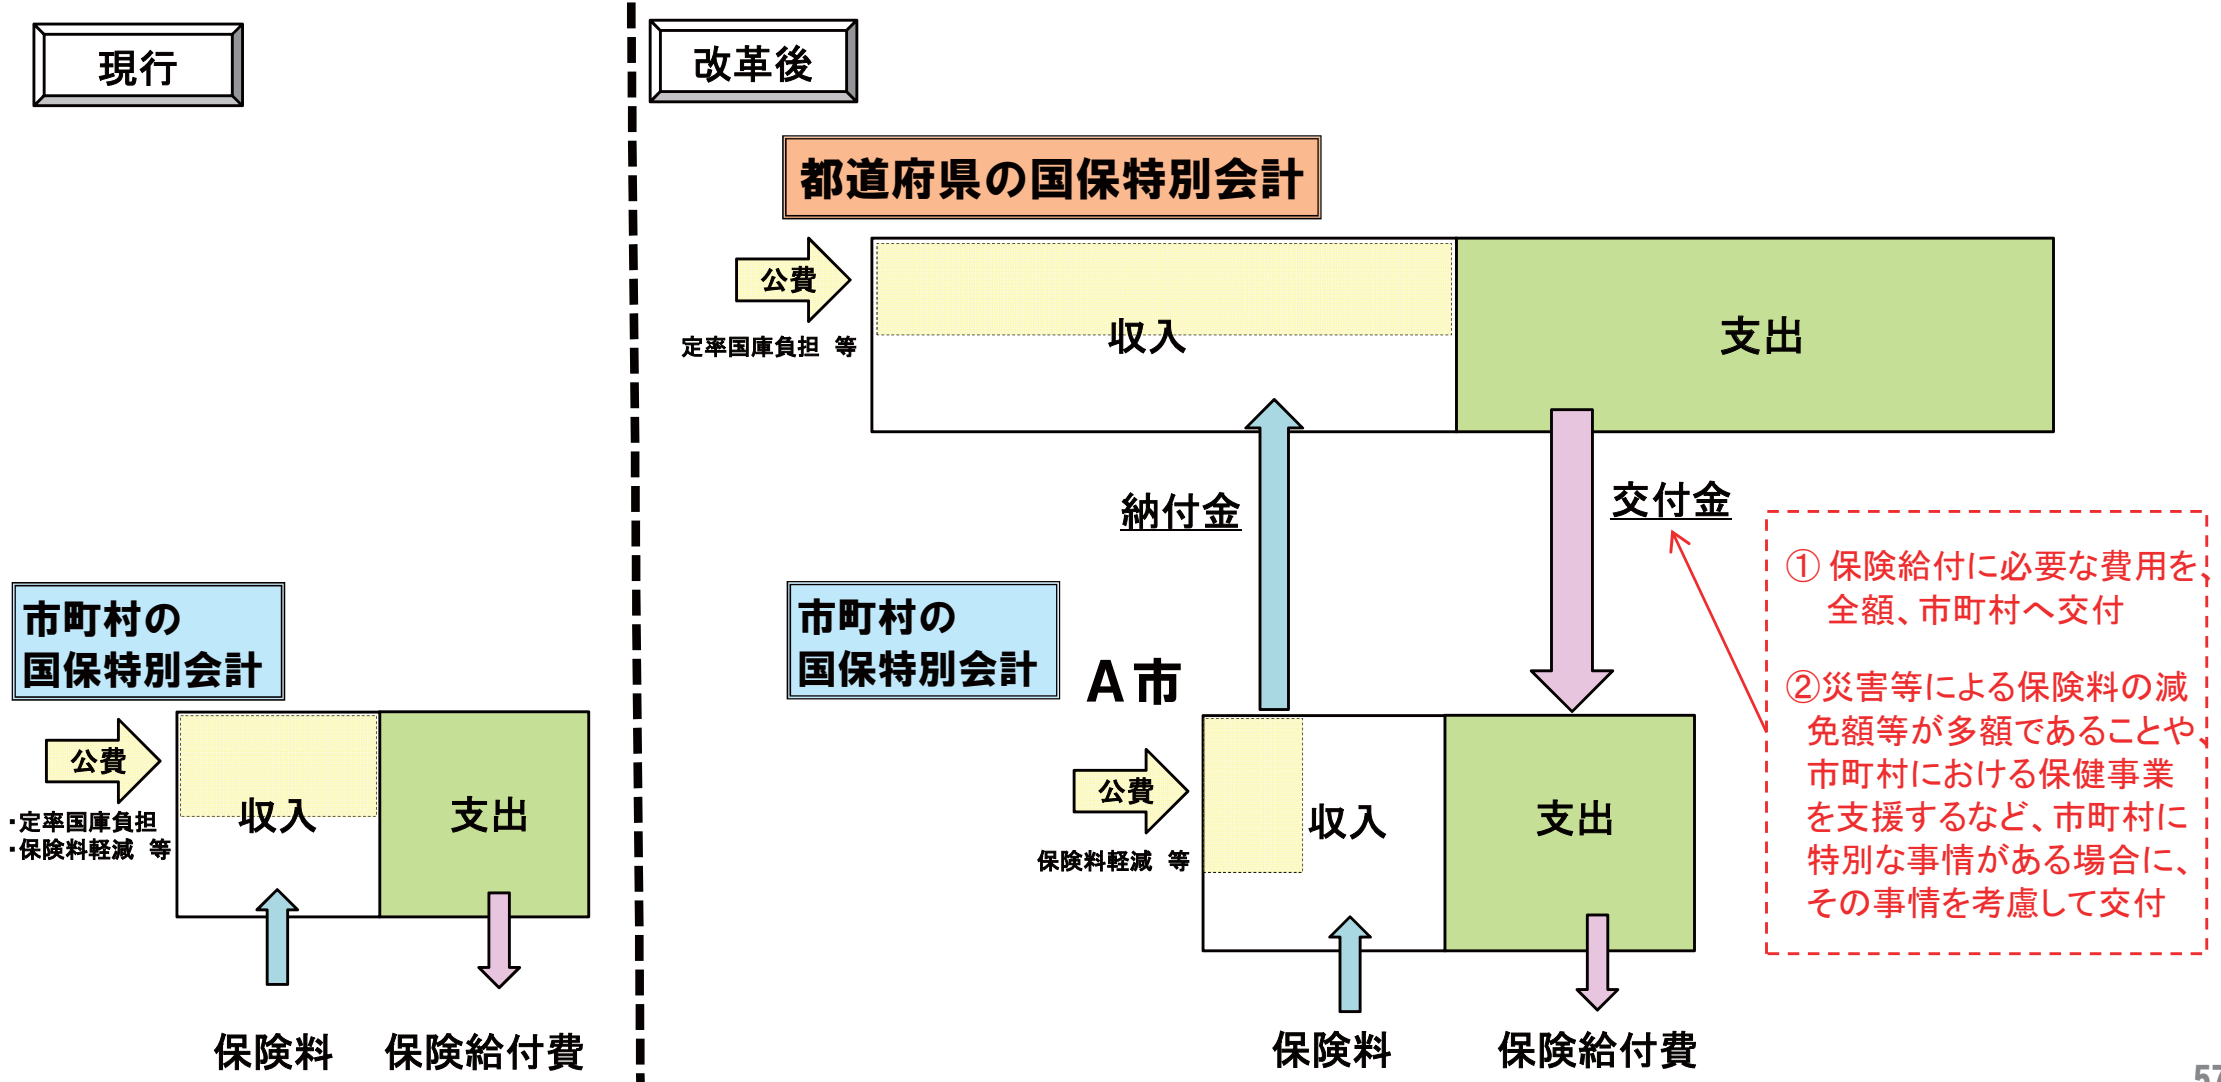 現行
市町村の
国保特別会計
公費
・定率国庫負担
・保険料軽減 等
収入
支出
保険料
保険給付費
改革後
都道府県の国保特別会計
公費
定率国庫負担 等
収入
支出
納付金
交付金
① 保険給付に必要な費用を、
全額、市町村へ交付
②災害等による保険料の減
免額等が多額であることや、
市町村における保健事業
を支援するなど、市町村に
特別な事情がある場合に、
その事情を考慮して交付
市町村の
国保特別会計
A市
公費
保険料軽減 等
収入
支出
保険料
保険給付費
57